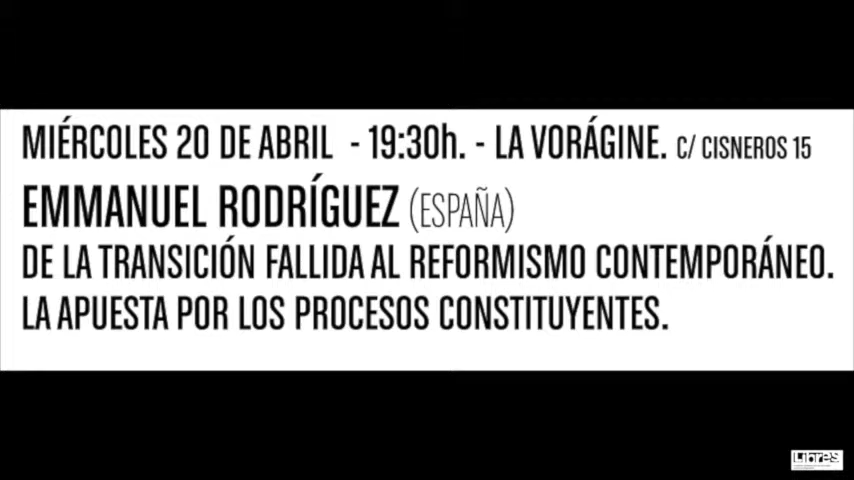 MIÉRCOLES 20 DE ABRIL - 19:30h. - LA VORÁGINE. C/ CISNEROS 15
EMMANUEL RODRÍGUEZ (ESPAÑA)
DE LA TRANSICIÓN FALLIDA AL REFORMISMO CONTEMPORÁNEO.
LA APUESTA POR LOS PROCESOS CONSTITUYENTES.
LIBRES